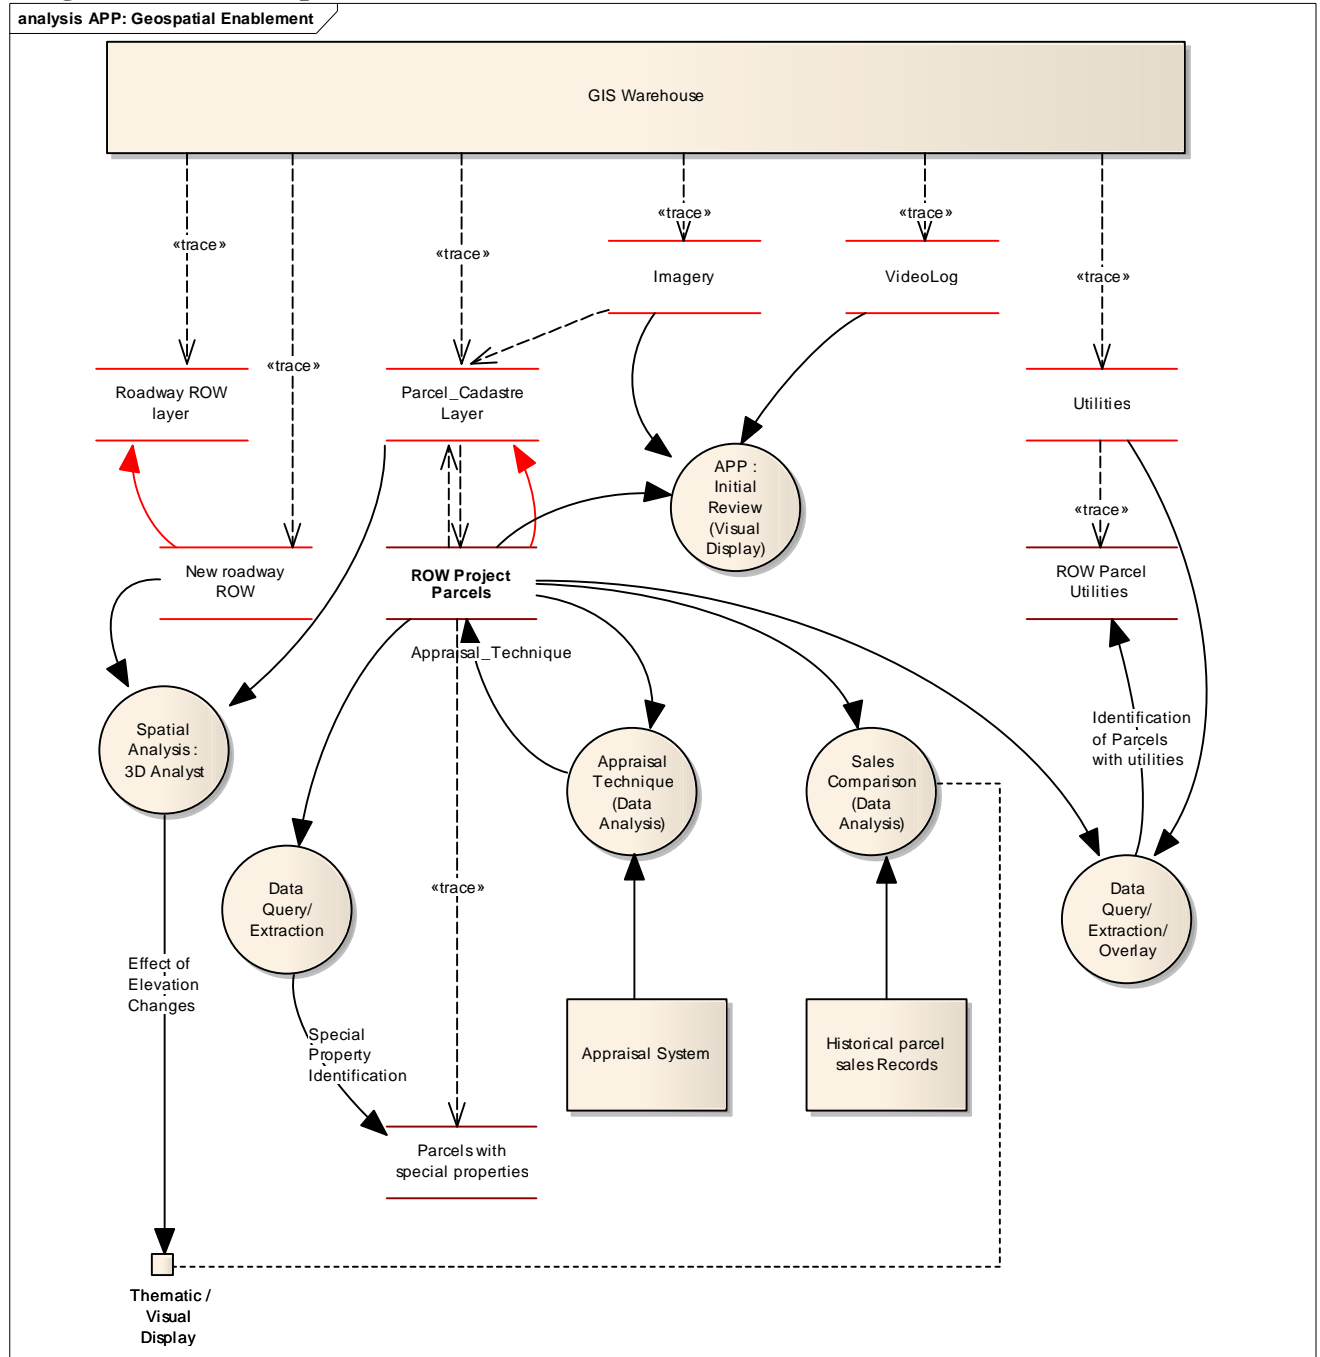 analysis APP: Geospatial Enablement
GIS Warehouse
«trace»
«trace»
«trace»
«trace»
«trace»
«trace»
Imagery
VideoLog
Roadway ROW
layer
Parcel_Cadastre
Layer
Utilities
APP :
Initial
Review
(Visual
Display)
«trace»
New roadway
ROW
ROW Project
Parcels
ROW Parcel
Utilities
Appraisal_Technique
Spatial
Analysis :
3D Analyst
Appraisal
Technique
(Data
Analysis)
Sales
Comparison
(Data
Analysis)
Identification
of Parcels
with utilities
Data
Query/
Extraction
«trace»
Data
Query/
Extraction/
Overlay
Effect of
Elevation
Changes
Special
Property
Identification
Appraisal System
Historical parcel
sales Records
Parcels with
special properties
Thematic /
Visual
Display